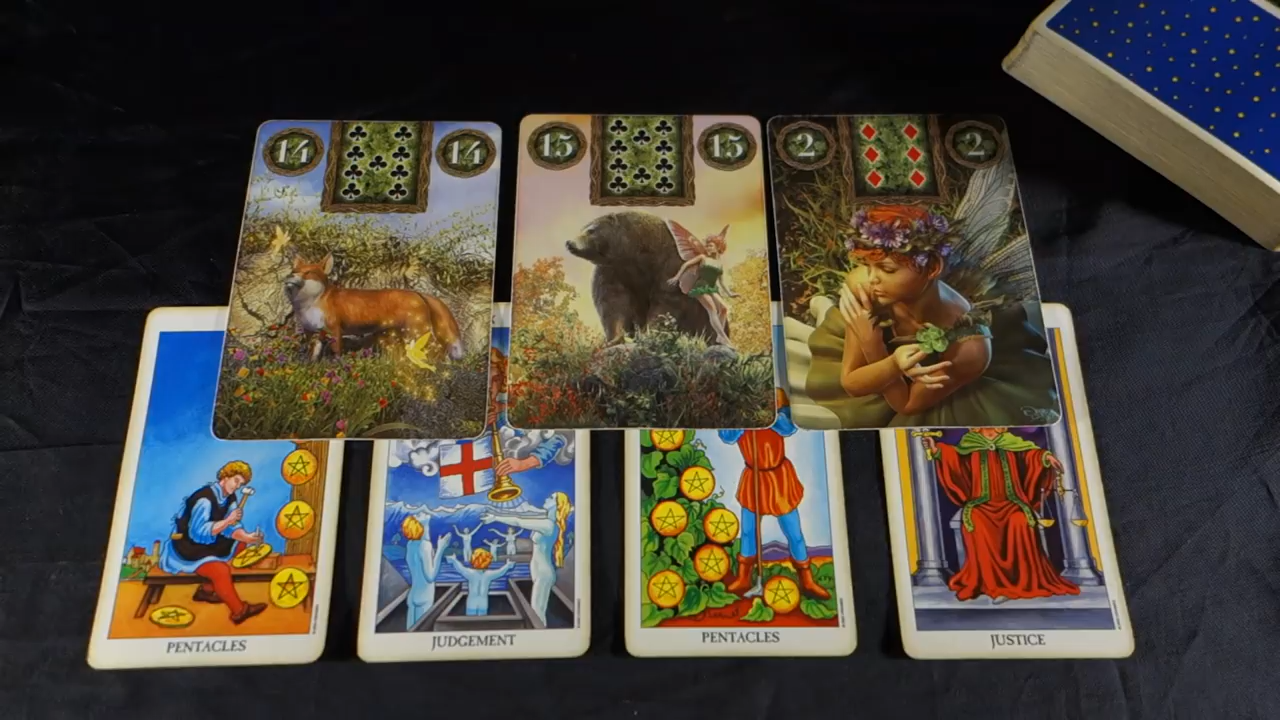 14 14
15 15
2 2
PENTACLES
JUDGEMENT
PENTACLES
JUSTICE